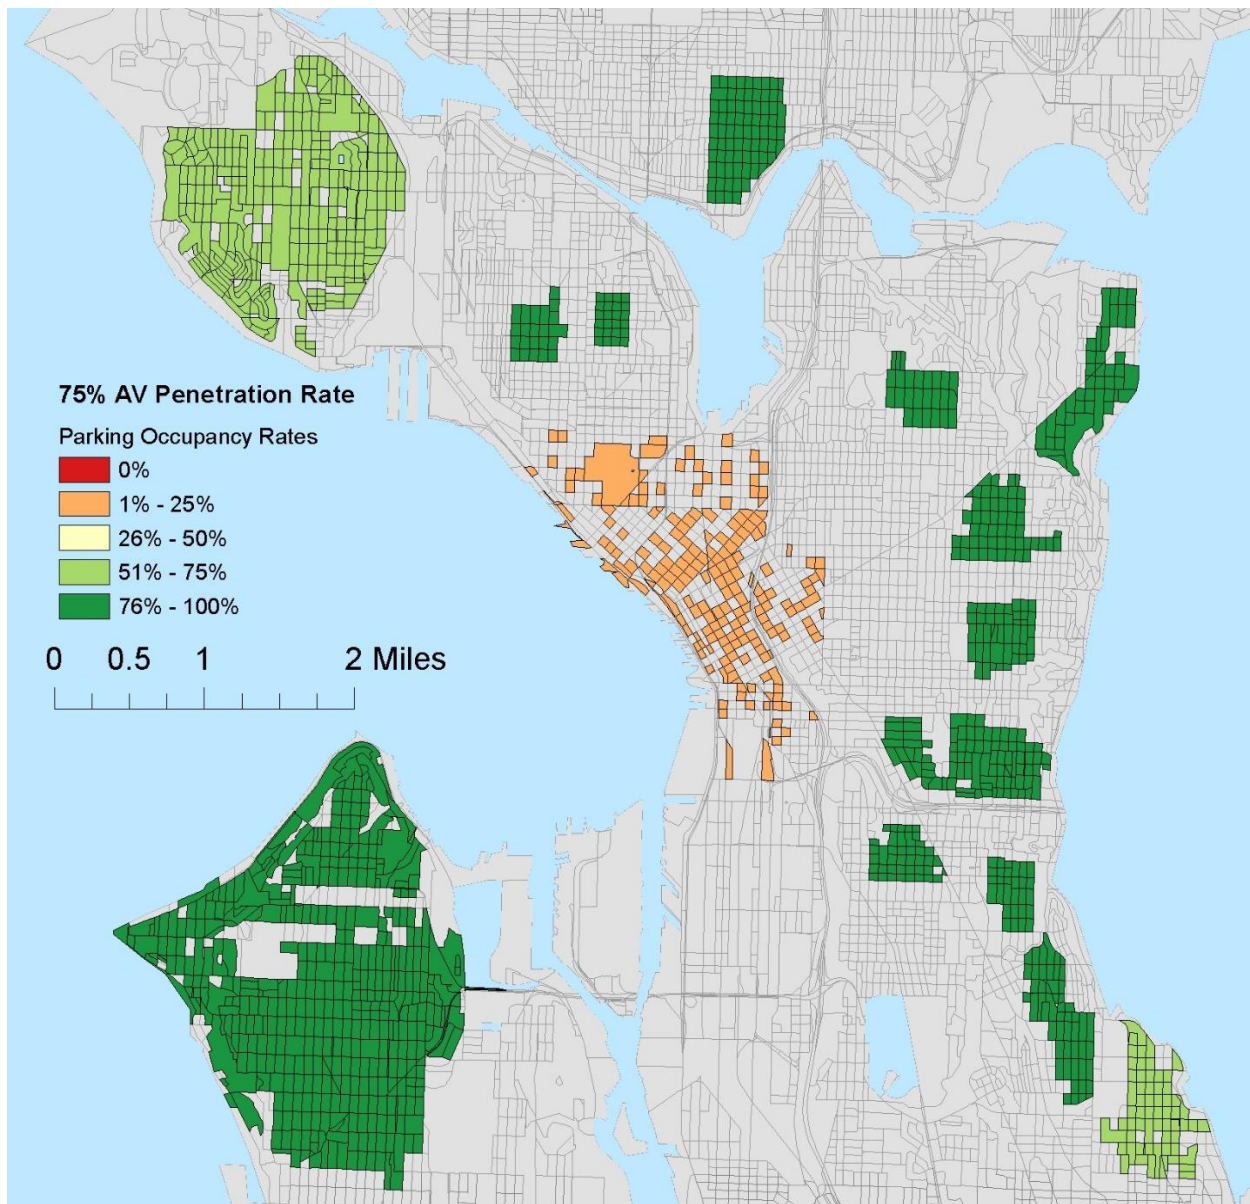 75% AV Penetration Rate
Parking Occupancy Rates
0%
1% - 25%
26% - 50%
51% - 75%
76% - 100%
0 0.5 1 2 Miles